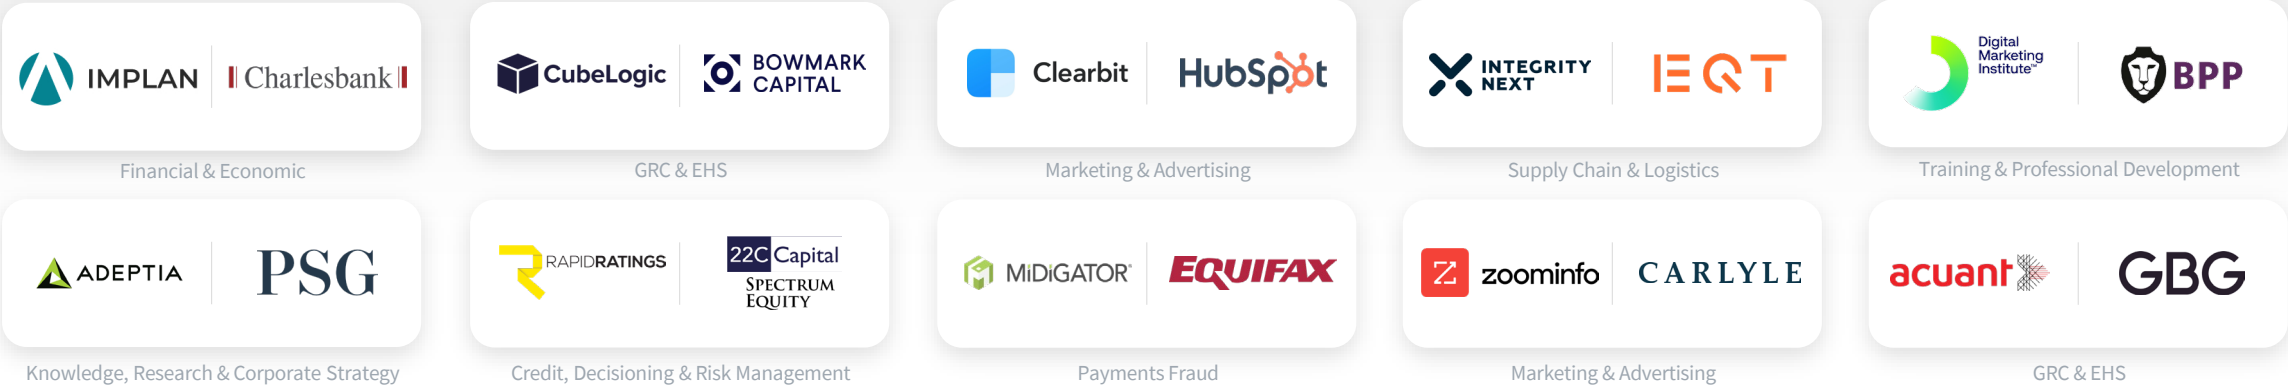 IMPLAN
Charlesbank
CubeLogic
BOWMARK
CAPITAL
Clearbit
HubSpot
INTEGRITY
NEXT
EQT
Digital
Marketing
Institute™
BPP
Financial & Economic
GRC & EHS
Marketing & Advertising
Supply Chain & Logistics
Training & Professional Development
ADEPTIA
PSG
RAPIDRATINGS
22C Capital
SPECTRUM
EQUITY
MiDiGATOR®
EQUIFAX
zoominfo
CARLYLE
acuant
GBG
Knowledge, Research & Corporate Strategy
Credit, Decisioning & Risk Management
Payments Fraud
Marketing & Advertising
GRC & EHS